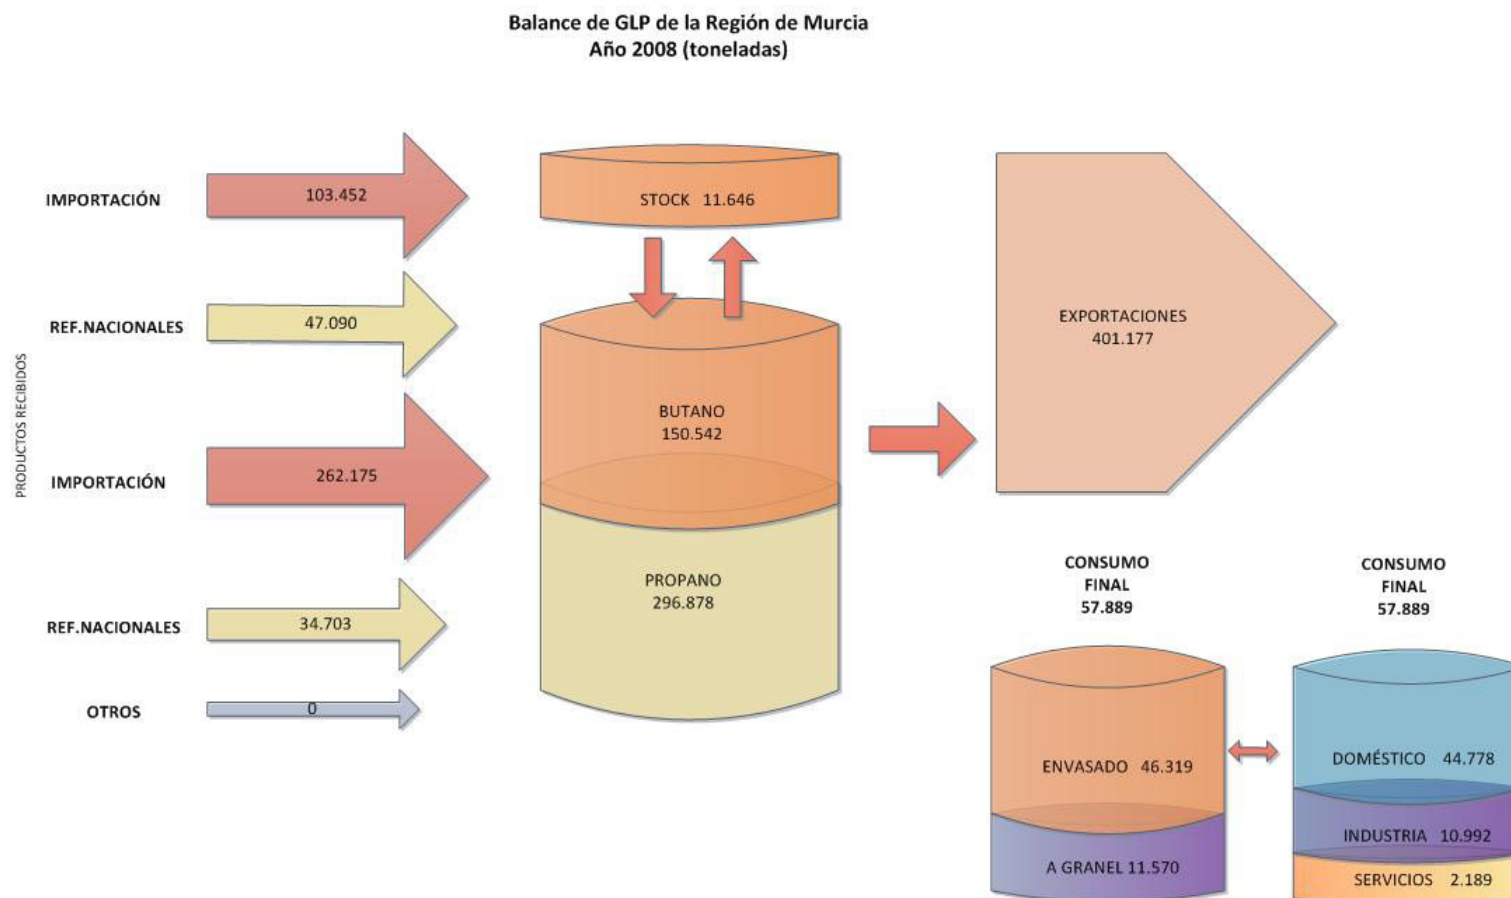 Balance de GLP de la Región de Murcia
Año 2008 (toneladas)
PRODUCTOS RECIBIDOS
IMPORTACIÓN
103.452
REF.NACIONALES
47.090
IMPORTACIÓN
262.175
REF.NACIONALES
34.703
OTROS
0
STOCK 11.646
BUTANO
150.542
PROPANO
296.878
EXPORTACIONES
401.177
CONSUMO
FINAL
57.889
ENVASADO 46.319
A GRANEL 11.570
CONSUMO
FINAL
57.889
DOMÉSTICO 44.778
INDUSTRIA 10.992
SERVICIOS 2.189